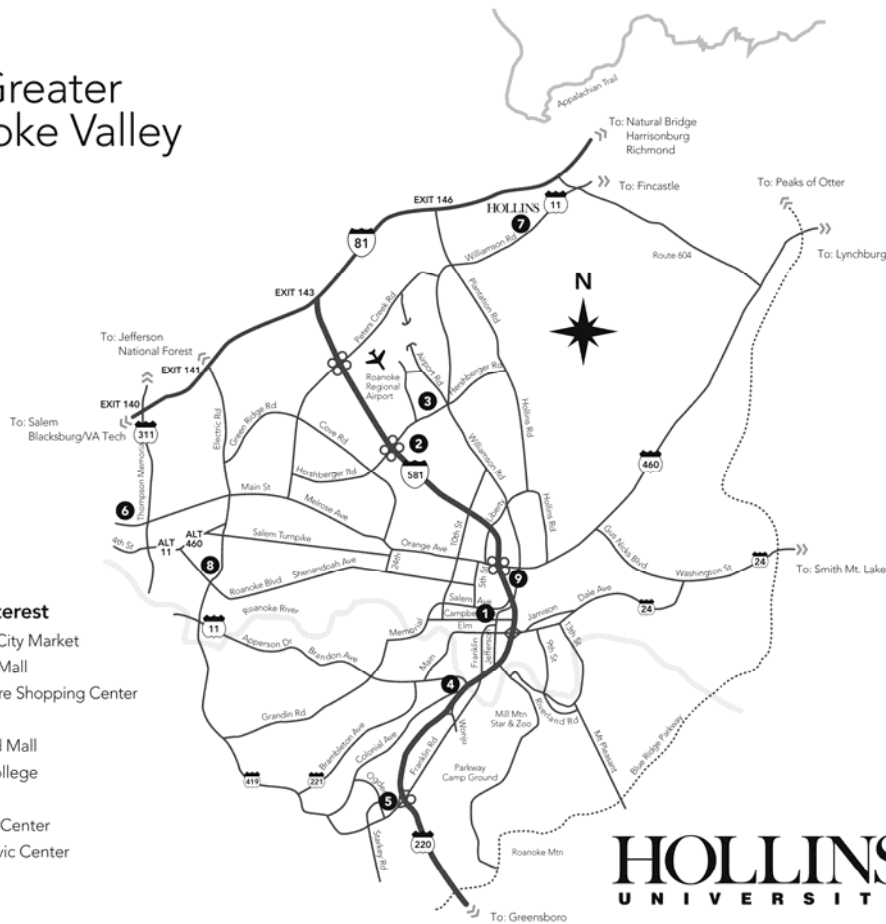 Greater
oke Valley
Appalachian Trail
To: Natural Bridge
Harrisonburg
Richmond
To: Fincastle
To: Peaks of Otter
To: Lynchburg
EXIT 146
HOLLINS
7
11
81
Williamson Rd
Route 604
N
EXIT 143
Peters Creek Rd
Plantation Rd
To: Jefferson
National Forest
EXIT 141
Roanoke
Regional
Airport
Airport Rd
Hershberger Rd
3
EXIT 140
To: Salem
Blacksburg/VA Tech
311
Electric Rd
Green Ridge Rd
Cove Rd
2
Hollins Rd
Hershberger Rd
581
Williamson Rd
460
Thompson Memorial
Main St
Melrose Ave
6
10th St
Liberty
Hollins Rd
4th St
ALT
11
ALT
460
Salem Turnpike
Orange Ave
Gus Nicks Blvd
24
To: Smith Mt. Lake
8
Shenandoah Ave
24th
5th St
9
Washington St
Roanoke Blvd
Salem Ave
Dale Ave
24
Roanoke River
Campbell
1
Jamison
11
Memorial
Elm
Apperson Dr
Brandon Ave
Main
Franklin
Jefferson
9th St
13th St
4
Grandin Rd
Mill Mtn
Star & Zoo
Riverland Rd
Brambleton Ave
Colonial Ave
Franklin Rd
Wonju
Mt Pleasant
Blue Ridge Parkway
419
221
Ogden
Parkway
Camp Ground
5
Starkey Rd
220
Roanoke Mtn
To: Greensboro
terest
City Market
Mall
re Shopping Center
d Mall
ollege
Center
vic Center
HOLLINS
UNIVERSIT